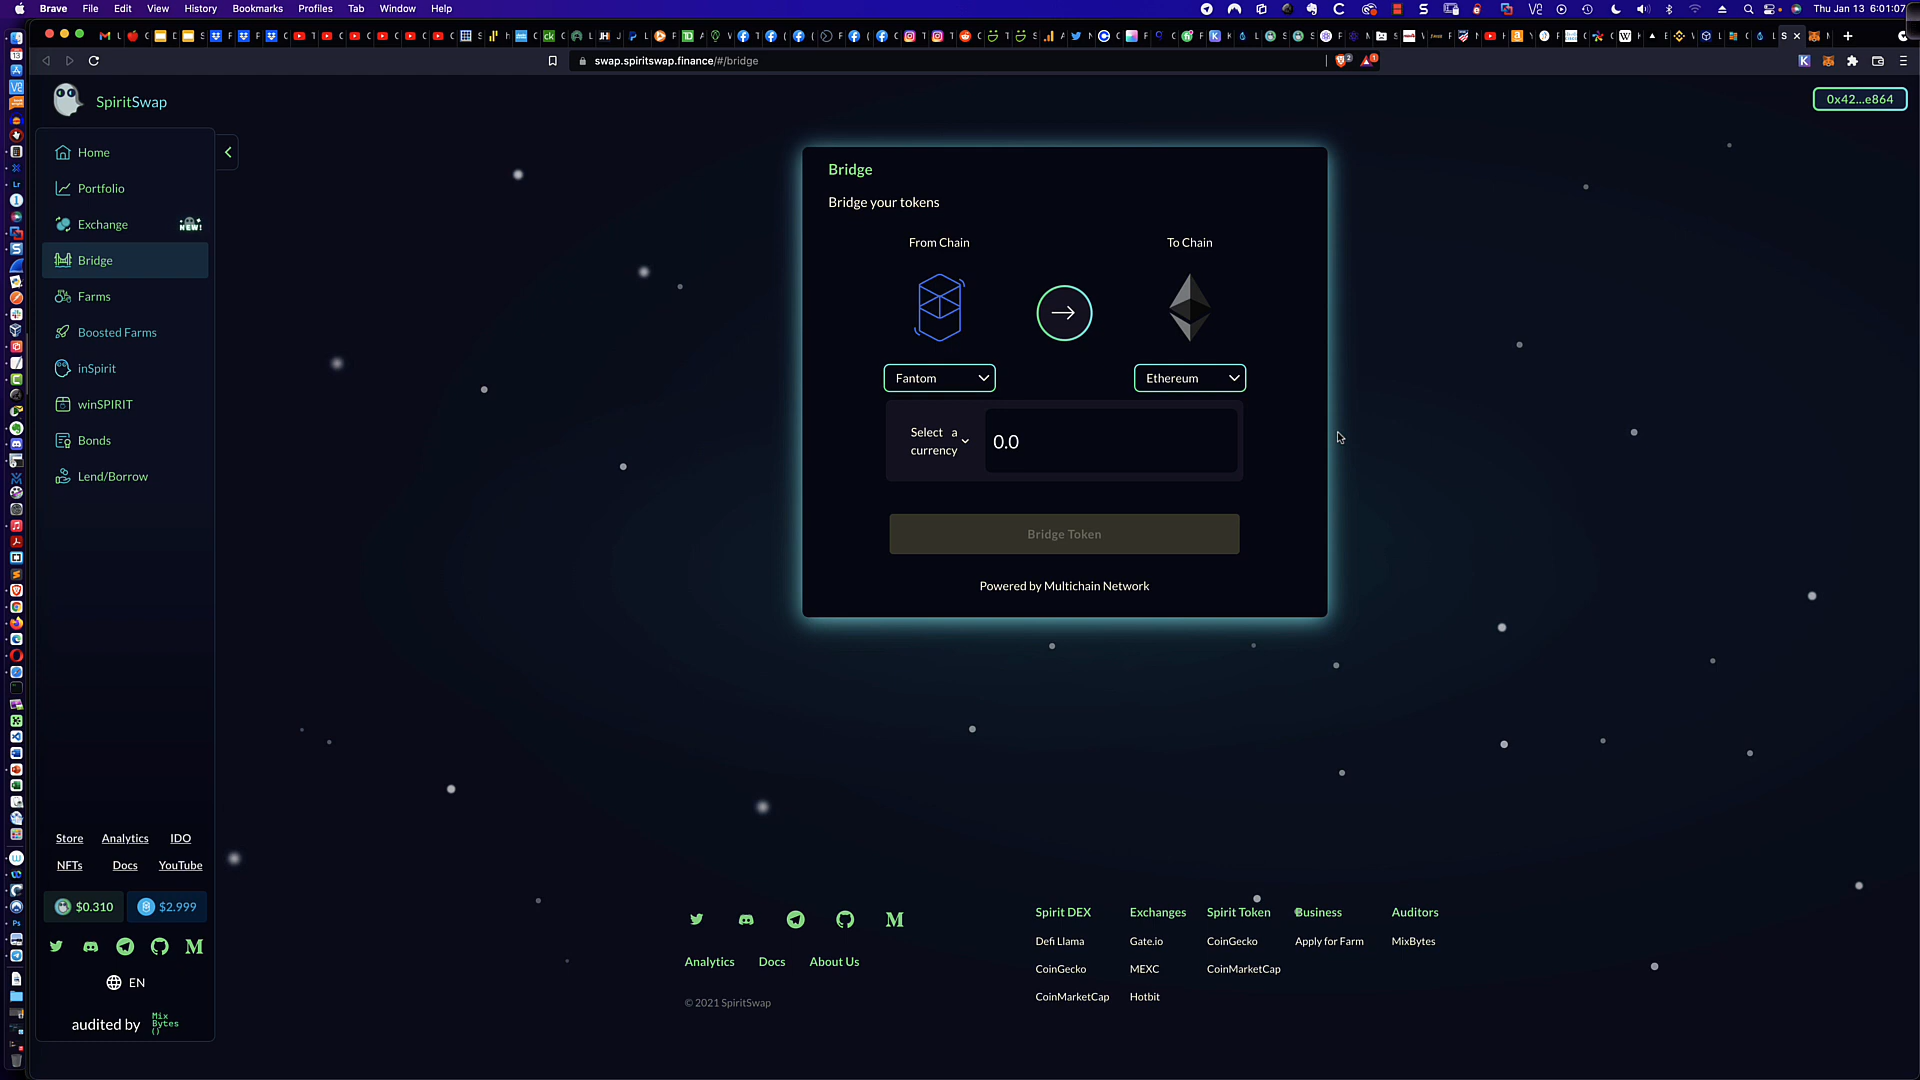 Brave File Edit View History Bookmarks Profiles Tab Window Help
Thu Jan 13 6:01:07
swap.spiritswap.finance/#/bridge
SpiritSwap
0x42...e864
Home
Portfolio
Exchange NEW!
Bridge
Farms
Boosted Farms
inSpirit
winSPIRIT
Bonds
Lend/Borrow
Bridge
Bridge your tokens
From Chain To Chain
Fantom Ethereum
Select a
currency
0.0
Bridge Token
Powered by Multichain Network
Store Analytics IDO
NFTs Docs YouTube
$0.310 $2.999
EN
audited by
Mix
Bytes
()
Analytics Docs About Us
© 2021 SpiritSwap
Spirit DEX
Defi Llama
CoinGecko
CoinMarketCap
Exchanges
Gate.io
MEXC
Hotbit
Spirit Token
CoinGecko
CoinMarketCap
Business
Apply for Farm
Auditors
MixBytes